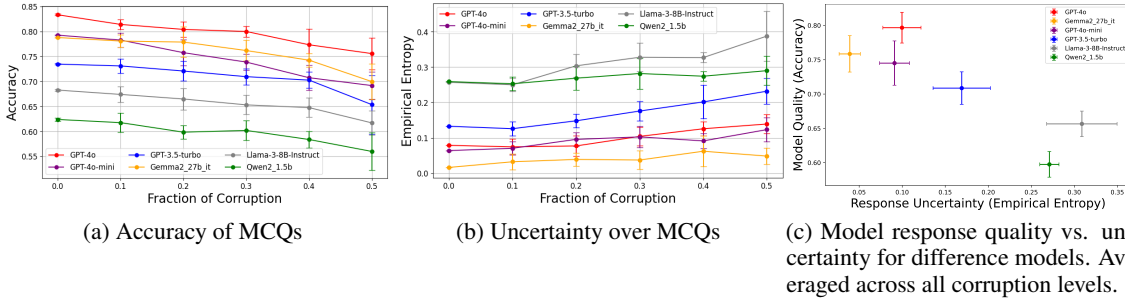 Accuracy
0.85
0.80
0.75
0.70
0.65
0.60
0.55
GPT-4o
GPT-4o-mini
GPT-3.5-turbo
Gemma2_27b_it
Llama-3-8B-Instruct
Qwen2_1.5b
0.0 0.1 0.2 0.3 0.4 0.5
Fraction of Corruption
(a) Accuracy of MCQs
Empirical Entropy
0.4
0.3
0.2
0.1
0.0
GPT-4o
GPT-4o-mini
GPT-3.5-turbo
Gemma2_27b_it
Llama-3-8B-Instruct
Qwen2_1.5b
0.0 0.1 0.2 0.3 0.4 0.5
Fraction of Corruption
(b) Uncertainty over MCQs
Model Quality (Accuracy)
0.80
0.75
0.70
0.65
0.60
GPT-4o
Gemma2_27b_it
GPT-4o-mini
GPT-3.5-turbo
Llama-3-8B-Instruct
Qwen2_1.5b
0.05 0.10 0.15 0.20 0.25 0.30 0.35
Response Uncertainty (Empirical Entropy)
(c) Model response quality vs. un
certainty for difference models. Av
eraged across all corruption levels.